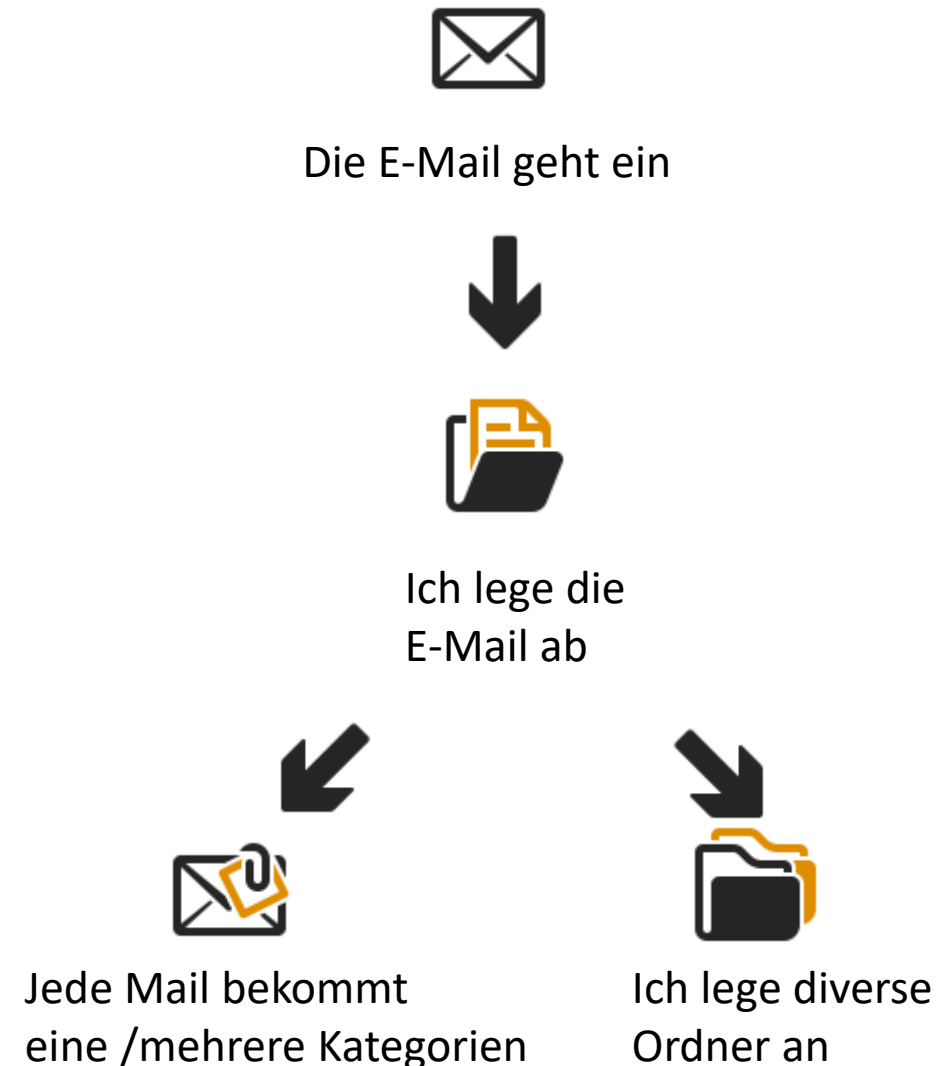 Die E-Mail geht ein
Ich lege die
E-Mail ab
Jede Mail bekommt
eine /mehrere Kategorien
Ich lege diverse
Ordner an